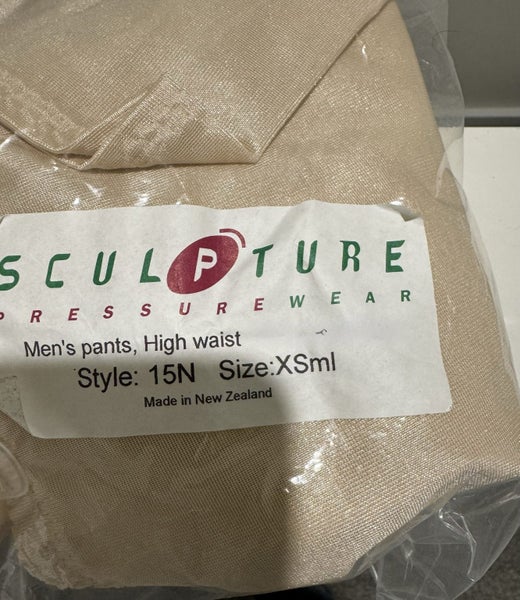 SCULPTURE
PRESSUREWEAR
Men's pants, High waist
Style: 15N Size:XSml
Made in New Zealand